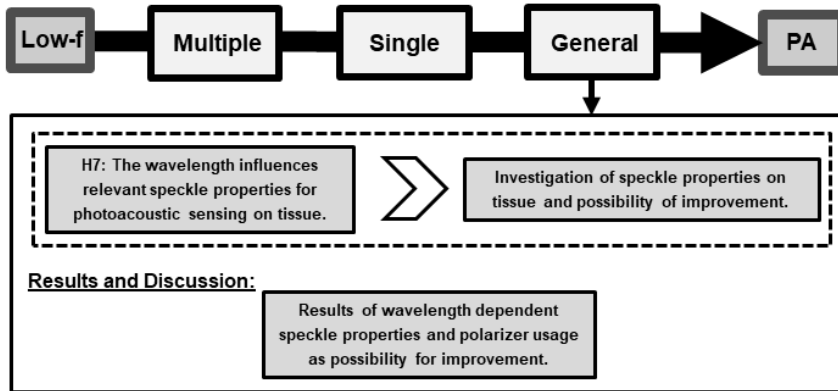 Low-f Multiple Single General PA
H7: The wavelength influences
relevant speckle properties for
photoacoustic sensing on tissue.
Investigation of speckle properties on
tissue and possibility of improvement.
Results and Discussion:
Results of wavelength dependent
speckle properties and polarizer usage
as possibility for improvement.